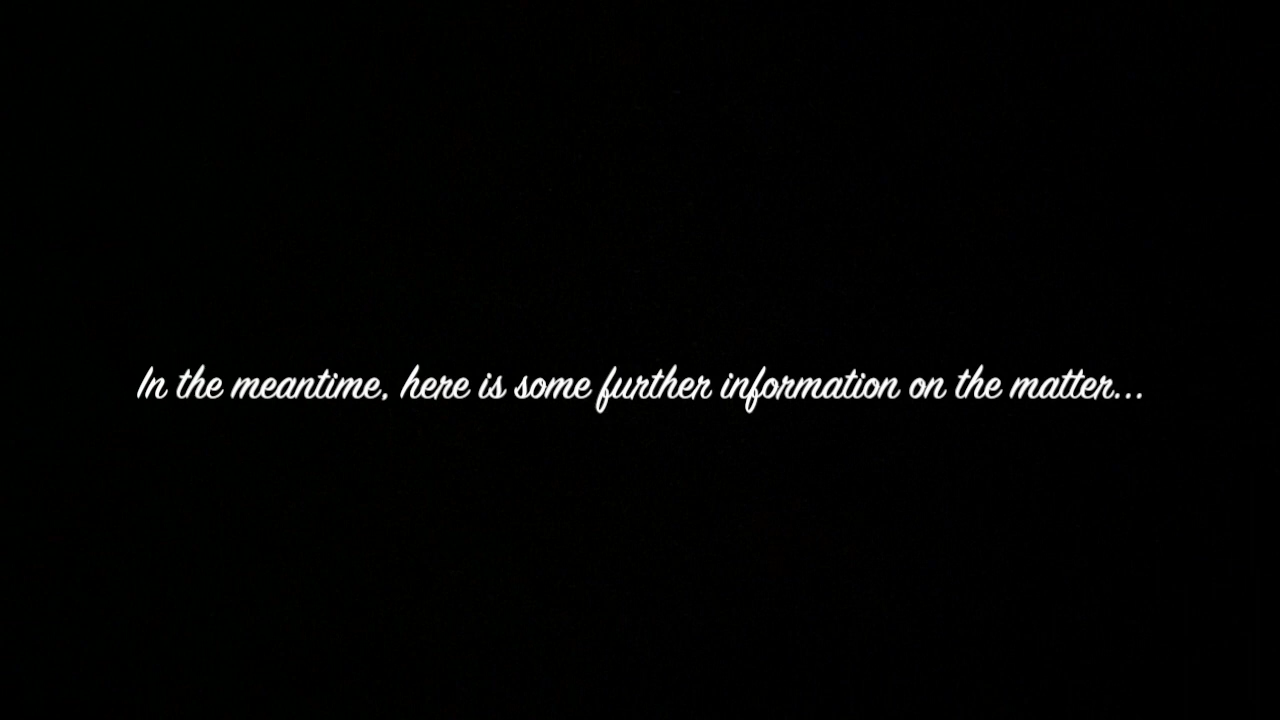 In the meantime, here is some further information on the matter...